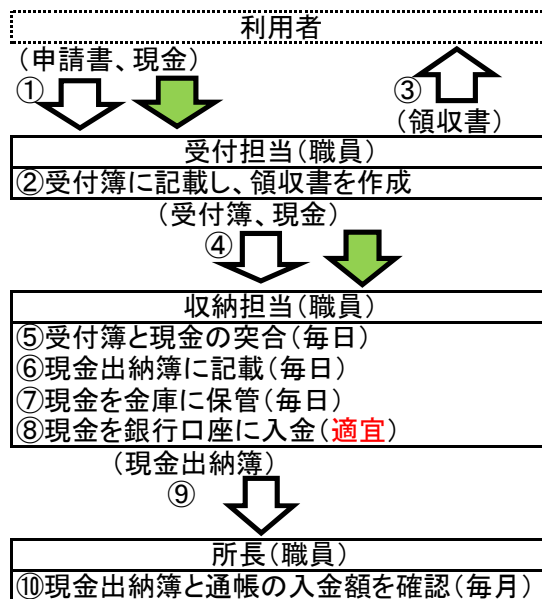 利用者
(申請書、現金)
① ③
(領収書)
受付担当(職員)
②受付簿に記載し、領収書を作成
(受付簿、現金)
④
収納担当(職員)
⑤受付簿と現金の突合(毎日)
⑥現金出納簿に記載(毎日)
⑦現金を金庫に保管(毎日)
⑧現金を銀行口座に入金(適宜)
(現金出納簿)
⑨
所長(職員)
⑩現金出納簿と通帳の入金額を確認(毎月)